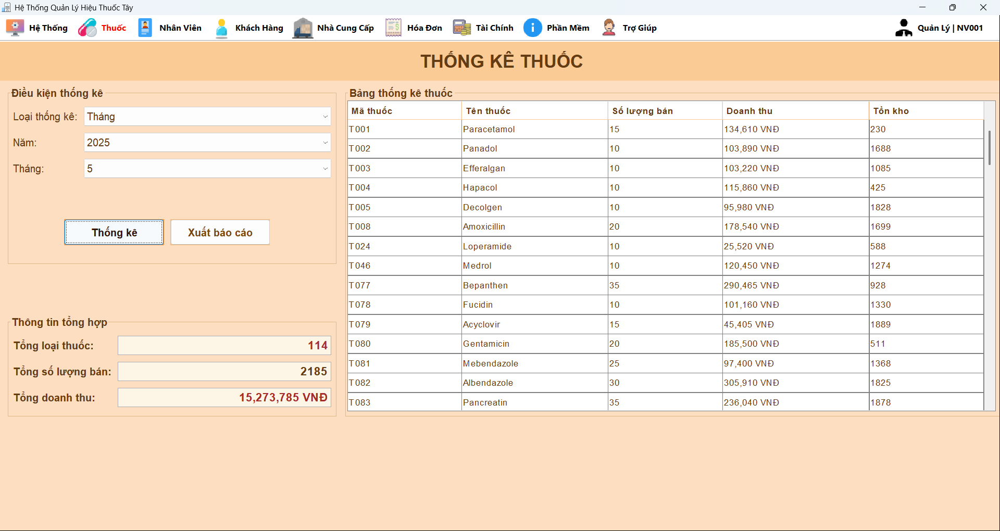 Hệ Thống Quản Lý Hiệu Thuốc Tây
Hệ Thống Thuốc Nhân Viên Khách Hàng Nhà Cung Cấp Hóa Đơn Tài Chính Phần Mềm Trợ Giúp Quản Lý | NV001
THỐNG KÊ THUỐC
Điều kiện thống kê
Loại thống kê: Tháng
Năm: 2025
Tháng: 5
Thống kê Xuất báo cáo
Thông tin tổng hợp
Tổng loại thuốc: 114
Tổng số lượng bán: 2185
Tổng doanh thu: 15,273,785 VNĐ
Bảng thống kê thuốc
Mã thuốc Tên thuốc Số lượng bán Doanh thu Tồn kho
T001 Paracetamol 15 134,610 VNĐ 230
T002 Panadol 10 103,890 VNĐ 1688
T003 Efferalgan 10 103,220 VNĐ 1085
T004 Hapacol 10 115,860 VNĐ 425
T005 Decolgen 10 95,980 VNĐ 1828
T008 Amoxicillin 20 178,540 VNĐ 1699
T024 Loperamide 10 25,520 VNĐ 588
T046 Medrol 10 120,450 VNĐ 1274
T077 Bepanthen 35 290,465 VNĐ 928
T078 Fucidin 10 101,160 VNĐ 1330
T079 Acyclovir 15 45,405 VNĐ 1889
T080 Gentamicin 20 185,500 VNĐ 511
T081 Mebendazole 25 97,400 VNĐ 1368
T082 Albendazole 30 305,910 VNĐ 1825
T083 Pancreatin 35 236,040 VNĐ 1878